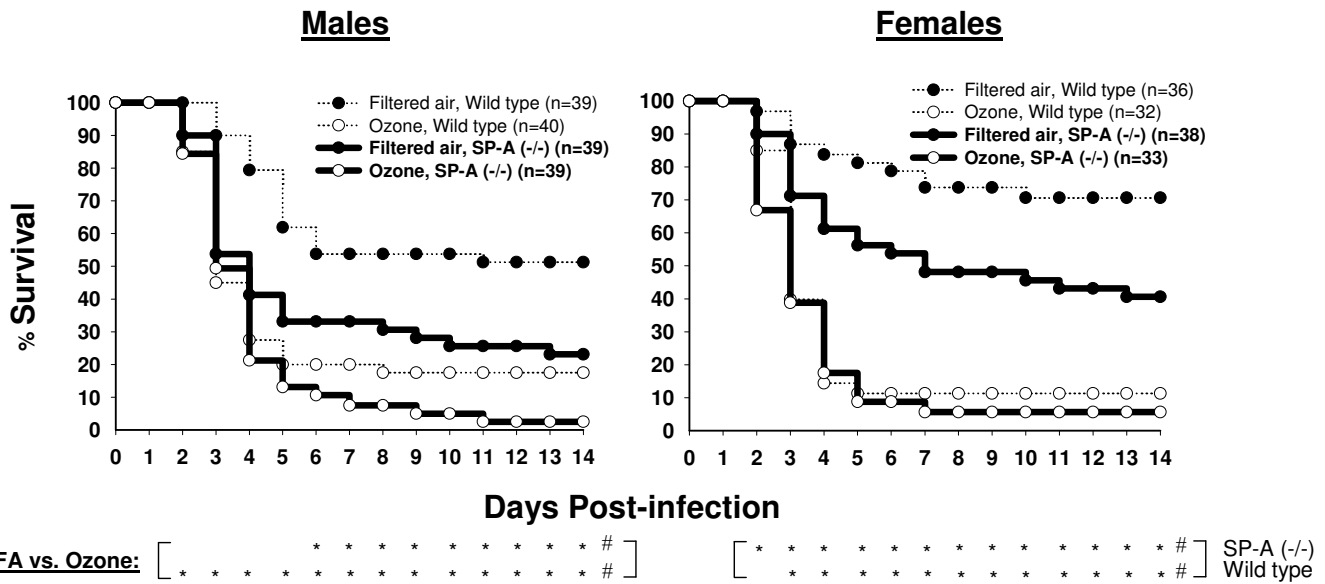 Males
Females
Filtered air, Wild type (n=39)
Ozone, Wild type (n=40)
Filtered air, SP-A (-/-) (n=39)
Ozone, SP-A (-/-) (n=39)
Filtered air, Wild type (n=36)
Ozone, Wild type (n=32)
Filtered air, SP-A (-/-) (n=38)
Ozone, SP-A (-/-) (n=33)
% Survival
100
90
80
70
60
50
40
30
20
10
0
0 1 2 3 4 5 6 7 8 9 10 11 12 13 14
100
90
80
70
60
50
40
30
20
10
0
0 1 2 3 4 5 6 7 8 9 10 11 12 13 14
Days Post-infection
FA vs. Ozone:
* * * * * * * * * #
* * * * * * * * * * * * * #
* * * * * * * * * * * * * # SP-A (-/-)
* * * * * * * * * * * * # Wild type